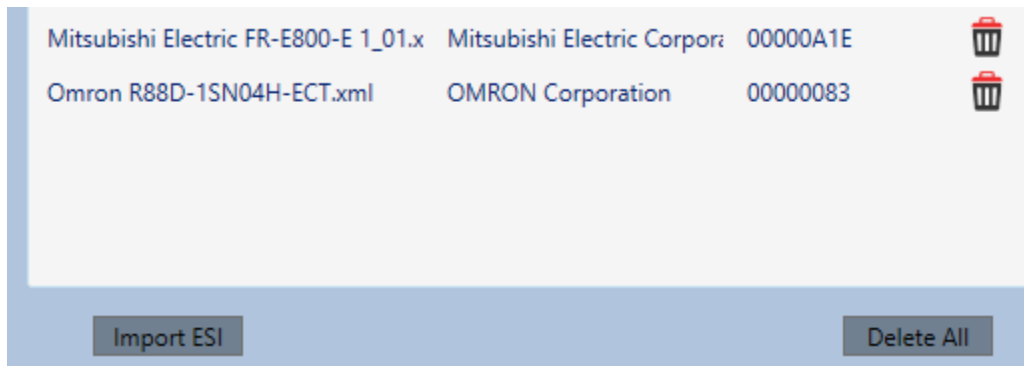 Mitsubishi Electric FR-E800-E 1_01.x Mitsubishi Electric Corpora 00000A1E
Omron R88D-1SN04H-ECT.xml OMRON Corporation 00000083
Import ESI Delete All